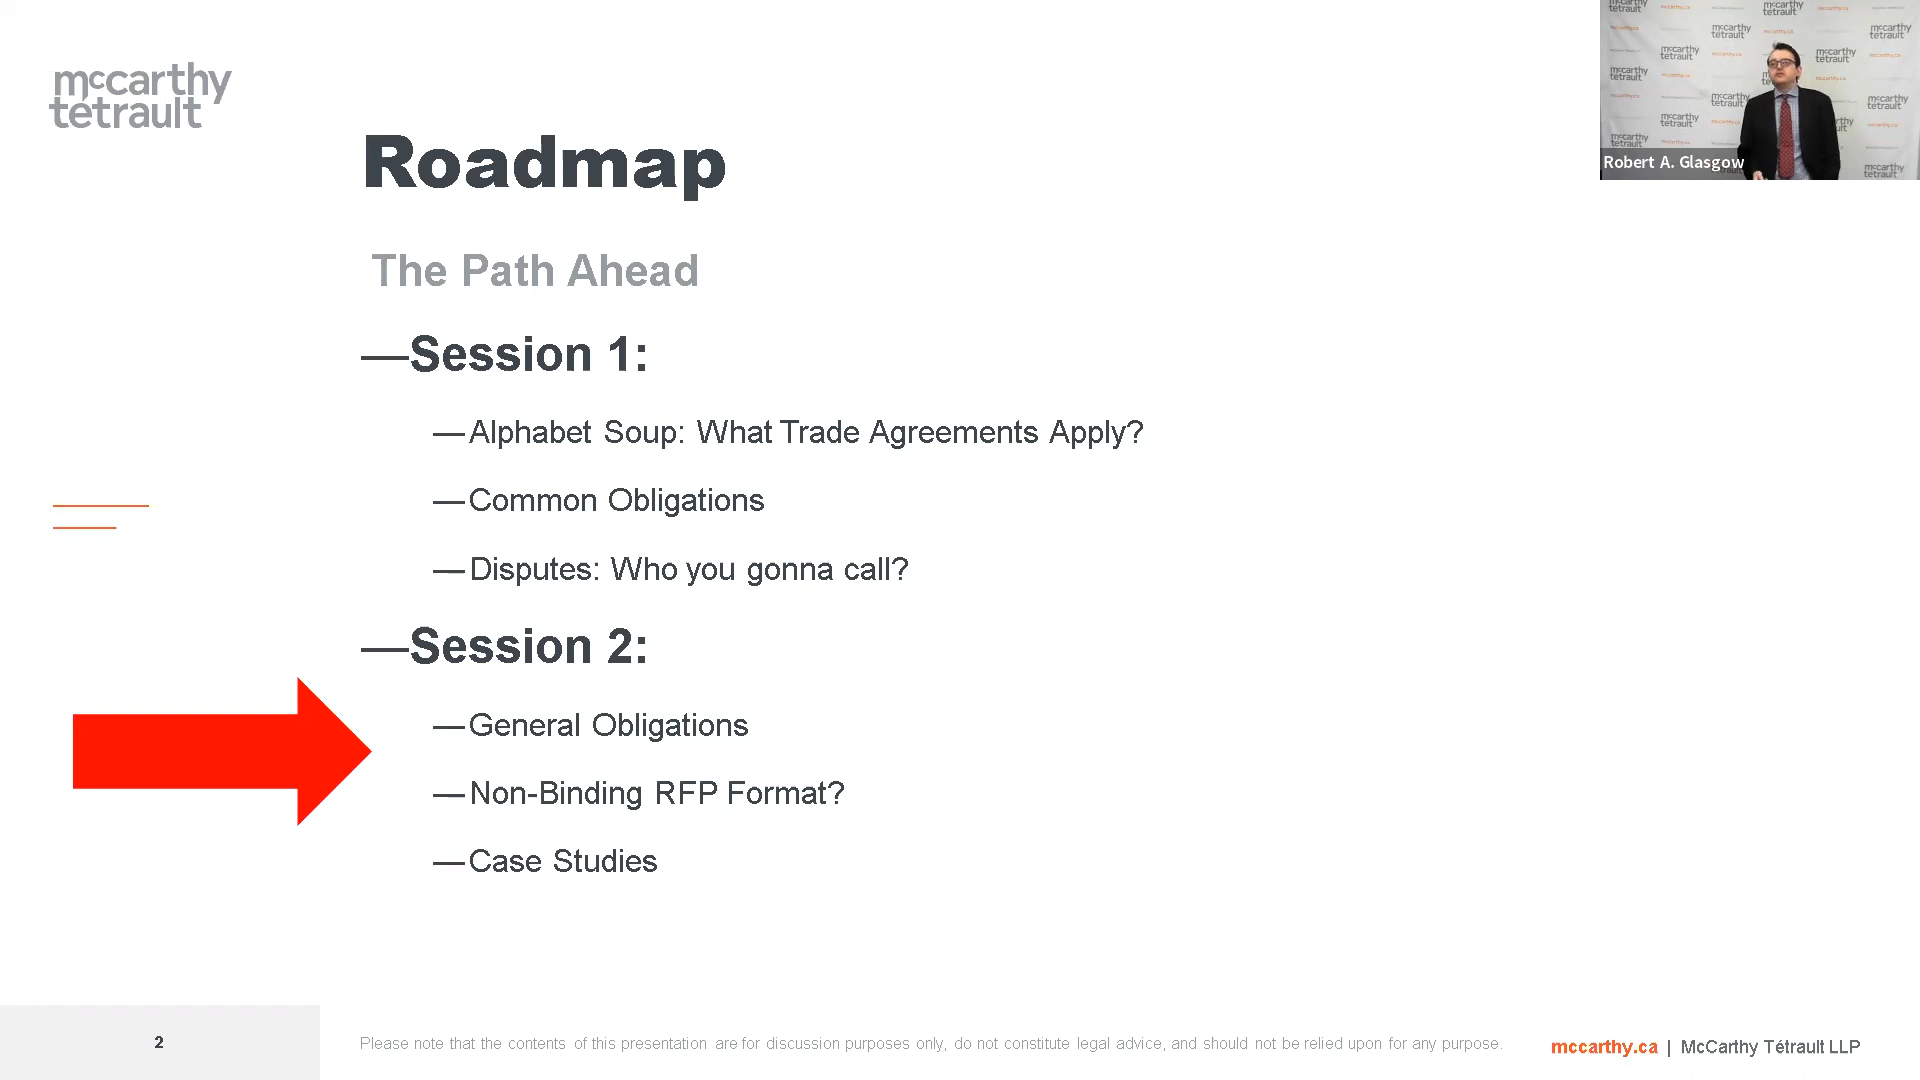 mccarthy
tetrault
Roadmap
The Path Ahead
—Session 1:
—Alphabet Soup: What Trade Agreements Apply?
—Common Obligations
—Disputes: Who you gonna call?
—Session 2:
—General Obligations
—Non-Binding RFP Format?
—Case Studies
Robert A. Glasgow
2
Please note that the contents of this presentation are for discussion purposes only, do not constitute legal advice, and should not be relied upon for any purpose.
mccarthy.ca | McCarthy Tétrault LLP